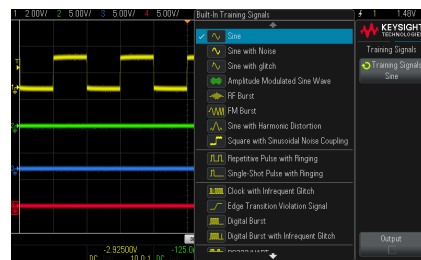 1 2.00V/ 2 5.00V/ 3 5.00V/ 4 5.00V/
Built-In Training Signals
1 1.48V
Sine
Sine with Noise
Sine with glitch
Amplitude Modulated Sine Wave
RF Burst
FM Burst
Sine with Harmonic Distortion
Square with Sinusoidal Noise Coupling
Repetitive Pulse with Ringing
Single-Shot Pulse with Ringing
Clock with Infrequent Glitch
Edge Transition Violation Signal
Digital Burst
Digital Burst with Infrequent Glitch
KEYSIGHT
TECHNOLOGIES
Training Signals
Training Signals
Sine
Output
-2.92500V
-125.0
DC